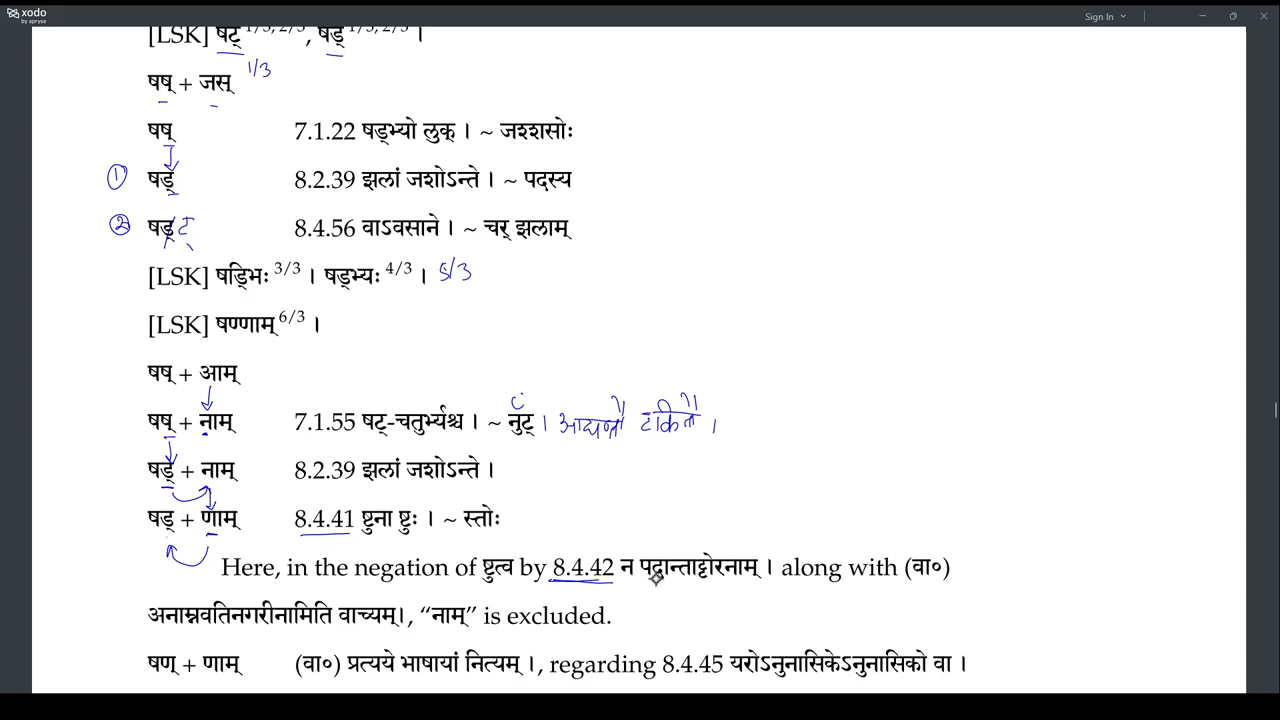 xodo
by apryse
Sign In
[LSK] षट् 1/3, 2/3, षड् 1/3, 2/3 ।
1/3
षष् + जस्
षष् 7.1.22 षड्भ्यो लुक् । ~ जश्शसोः
① षड् 8.2.39 झलां जशोऽन्ते । ~ पदस्य
② षड् ट् 8.4.56 वाऽवसाने । ~ चर् झलाम्
[LSK] षड्भिः 3/3 । षड्भ्यः 4/3 । 5/3
[LSK] षण्णाम् 6/3 ।
षष् + आम्
षष् + नाम् 7.1.55 षट्-चतुर्भ्यश्च । ~ नुँट् । आद्यन्तौ टकितौ ।
षड् + नाम् 8.2.39 झलां जशोऽन्ते ।
षड् + णाम् 8.4.41 ष्टुना ष्टुः । ~ स्तोः
Here, in the negation of ष्टुत्व by 8.4.42 न पदान्ताट्टोरनाम् । along with (वा०)
अनाम्नवतिनगरीनामिति वाच्यम्।, “नाम्” is excluded.
षण् + णाम् (वा०) प्रत्यये भाषायां नित्यम् ।, regarding 8.4.45 यरोऽनुनासिकेऽनुनासिको वा ।